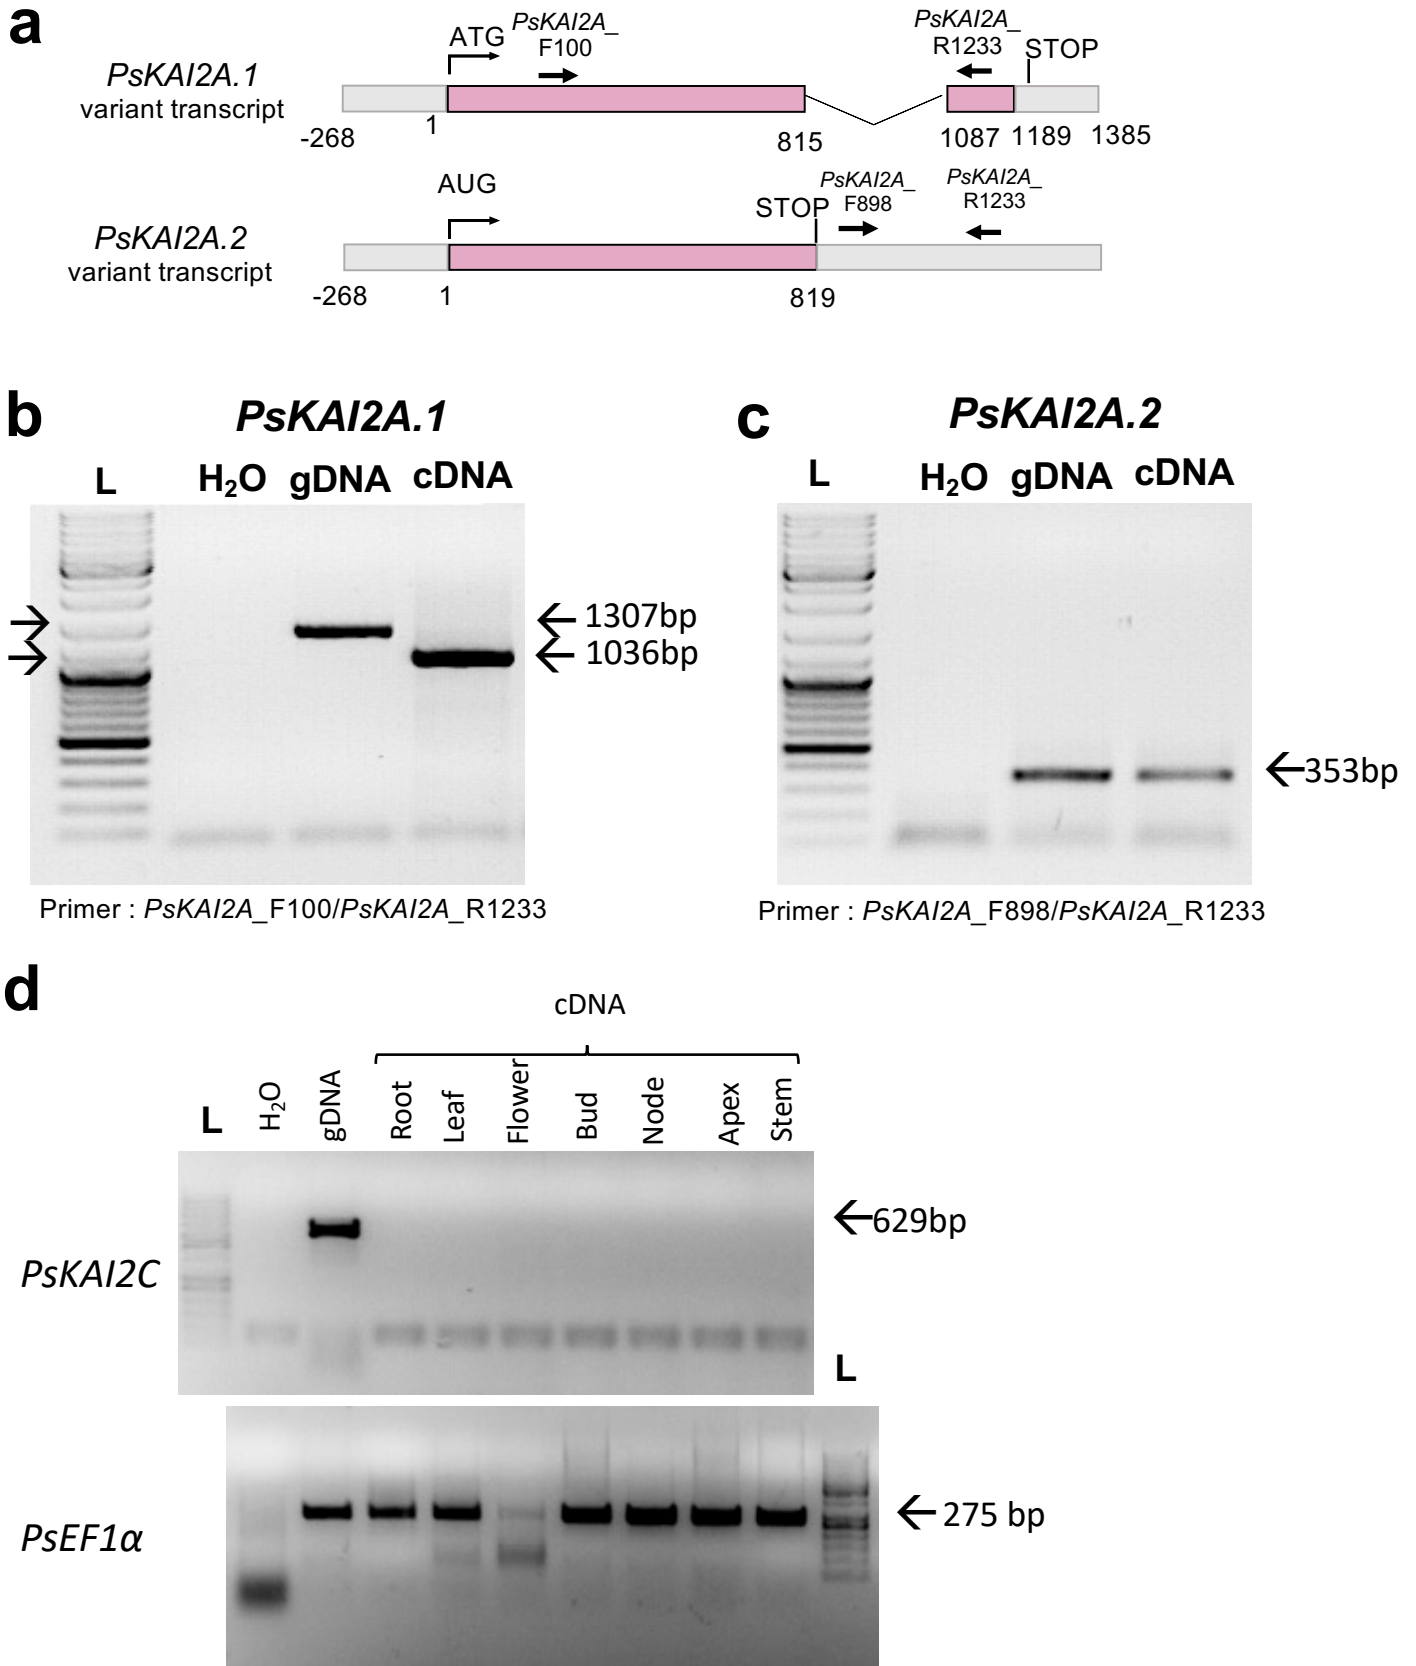 a
ATG
PsKAI2A_
F100
PsKAI2A_
R1233
STOP
PsKAI2A.1
variant transcript
-268
1
815
1087
1189
1385
AUG
STOP
PsKAI2A_
F898
PsKAI2A_
R1233
PsKAI2A.2
variant transcript
-268
1
819
b
PsKAI2A.1
L
H₂O
gDNA
cDNA
1307bp
1036bp
Primer : PsKAI2A_F100/PsKAI2A_R1233
c
PsKAI2A.2
L
H₂O
gDNA
cDNA
353bp
Primer : PsKAI2A_F898/PsKAI2A_R1233
d
cDNA
L
H₂O
gDNA
Root
Leaf
Flower
Bud
Node
Apex
Stem
PsKAI2C
629bp
L
PsEF1α
275 bp